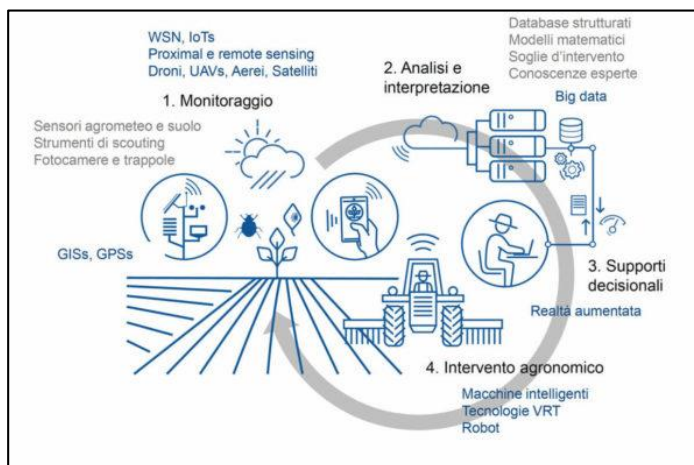 WSN, IoTs
Proximal e remote sensing
Droni, UAVs, Aerei, Satelliti
1. Monitoraggio
Sensori agrometeo e suolo
Strumenti di scouting
Fotocamere e trappole
GISs, GPSs
Database strutturati
Modelli matematici
Soglie d'intervento
Conoscenze esperte
2. Analisi e
interpretazione
Big data
3. Supporti
decisionali
Realtá aumentata
4. Intervento agronomico
Macchine intelligenti
Tecnologie VRT
Robot